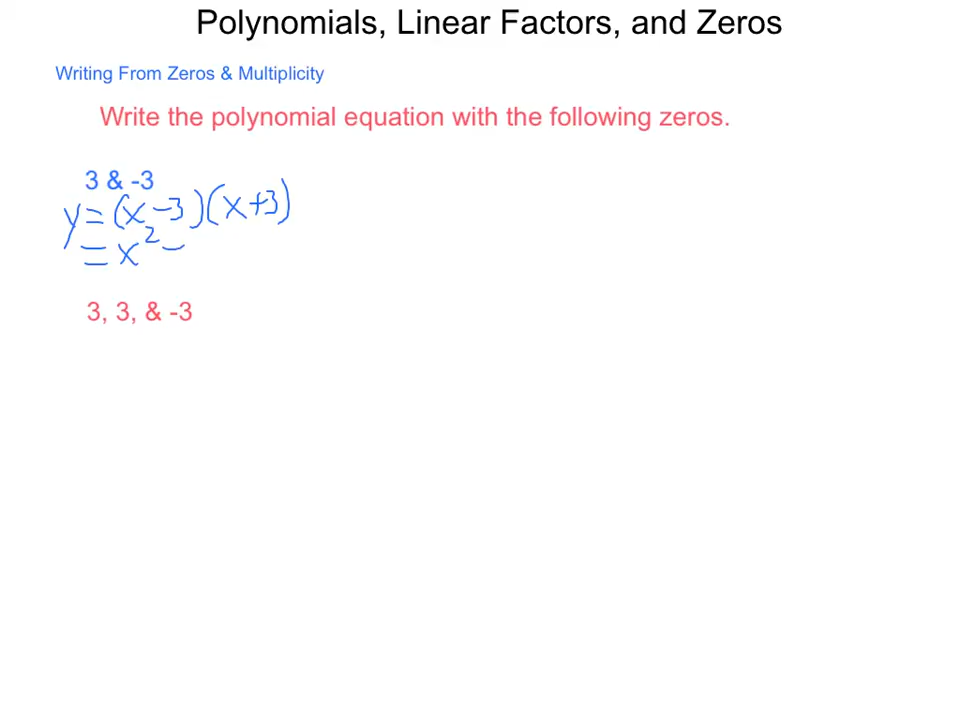 Polynomials, Linear Factors, and Zeros
Writing From Zeros & Multiplicity
Write the polynomial equation with the following zeros.
3 & -3
y = (x - 3)(x + 3)
= x² -
3, 3, & -3